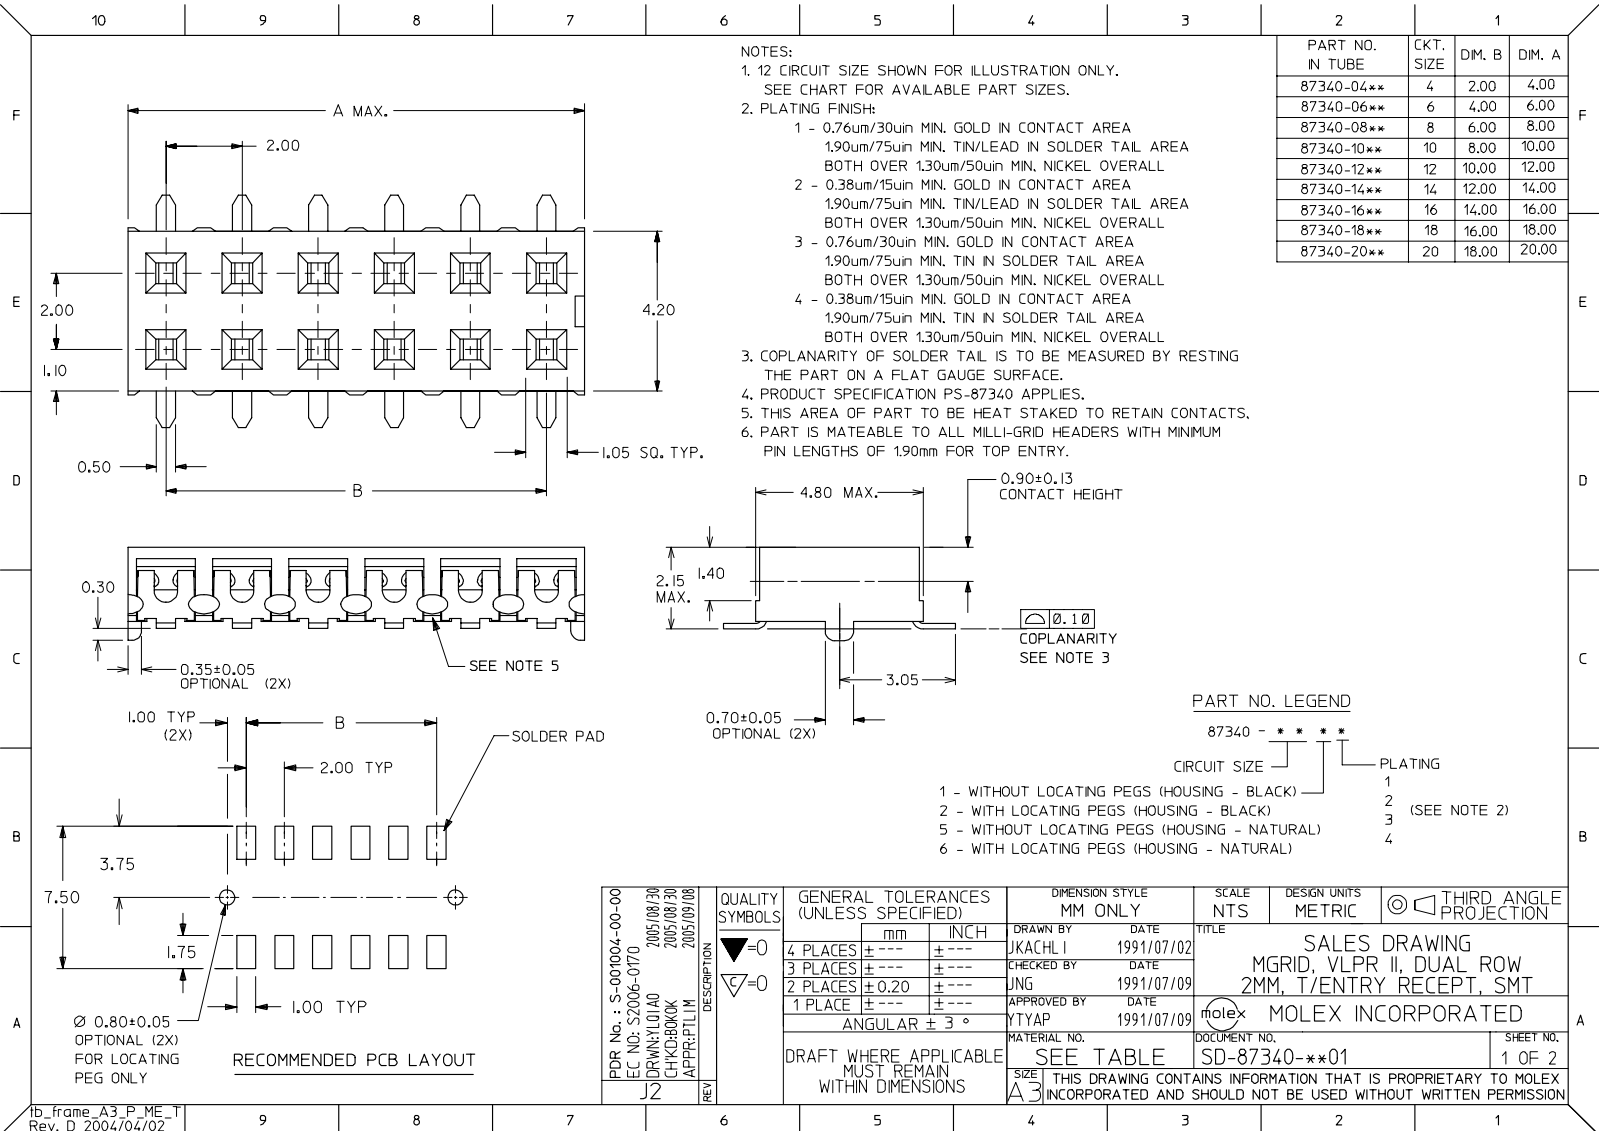 10 9 8 7 6 5 4 3 2 1
F
E
D
C
B
A
NOTES:
1. 12 CIRCUIT SIZE SHOWN FOR ILLUSTRATION ONLY.
SEE CHART FOR AVAILABLE PART SIZES.
2. PLATING FINISH:
1 - 0.76um/30uin MIN. GOLD IN CONTACT AREA
1.90um/75uin MIN. TIN/LEAD IN SOLDER TAIL AREA
BOTH OVER 1.30um/50uin MIN. NICKEL OVERALL
2 - 0.38um/15uin MIN. GOLD IN CONTACT AREA
1.90um/75uin MIN. TIN/LEAD IN SOLDER TAIL AREA
BOTH OVER 1.30um/50uin MIN. NICKEL OVERALL
3 - 0.76um/30uin MIN. GOLD IN CONTACT AREA
1.90um/75uin MIN. TIN IN SOLDER TAIL AREA
BOTH OVER 1.30um/50uin MIN. NICKEL OVERALL
4 - 0.38um/15uin MIN. GOLD IN CONTACT AREA
1.90um/75uin MIN. TIN IN SOLDER TAIL AREA
BOTH OVER 1.30um/50uin MIN. NICKEL OVERALL
3. COPLANARITY OF SOLDER TAIL IS TO BE MEASURED BY RESTING
THE PART ON A FLAT GAUGE SURFACE.
4. PRODUCT SPECIFICATION PS-87340 APPLIES.
5. THIS AREA OF PART TO BE HEAT STAKED TO RETAIN CONTACTS.
6. PART IS MATEABLE TO ALL MILLI-GRID HEADERS WITH MINIMUM
PIN LENGTHS OF 1.90mm FOR TOP ENTRY.
PART NO. IN TUBE CKT. SIZE DIM. B DIM. A
87340-04** 4 2.00 4.00
87340-06** 6 4.00 6.00
87340-08** 8 6.00 8.00
87340-10** 10 8.00 10.00
87340-12** 12 10.00 12.00
87340-14** 14 12.00 14.00
87340-16** 16 14.00 16.00
87340-18** 18 16.00 18.00
87340-20** 20 18.00 20.00
A MAX.
2.00
2.00
4.20
1.10
0.50
1.05 SQ. TYP.
B
0.30
0.35±0.05
OPTIONAL (2X)
SEE NOTE 5
4.80 MAX.
0.90±0.13
CONTACT HEIGHT
2.15
MAX.
1.40
0.10
COPLANARITY
SEE NOTE 3
3.05
0.70±0.05
OPTIONAL (2X)
1.00 TYP
(2X)
B
SOLDER PAD
2.00 TYP
3.75
7.50
1.75
1.00 TYP
Ø 0.80±0.05
OPTIONAL (2X)
FOR LOCATING
PEG ONLY
RECOMMENDED PCB LAYOUT
PART NO. LEGEND
87340 - * * * *
CIRCUIT SIZE
PLATING
1
2
3
4
(SEE NOTE 2)
1 - WITHOUT LOCATING PEGS (HOUSING - BLACK)
2 - WITH LOCATING PEGS (HOUSING - BLACK)
5 - WITHOUT LOCATING PEGS (HOUSING - NATURAL)
6 - WITH LOCATING PEGS (HOUSING - NATURAL)
PDR No. : S-001004-00-00
EC NO: S2006-0170
DRWN:YLQIAO 2005/08/30
CH'KD:BOKOK 2005/08/30
APPR:PTLIM 2005/09/08
J2
REV
DESCRIPTION
QUALITY
SYMBOLS
=0
C =0
GENERAL TOLERANCES
(UNLESS SPECIFIED)
mm INCH
4 PLACES ±--- ±---
3 PLACES ±--- ±---
2 PLACES ±0.20 ±---
1 PLACE ±--- ±---
ANGULAR ± 3 °
DRAFT WHERE APPLICABLE
MUST REMAIN
WITHIN DIMENSIONS
DIMENSION STYLE
MM ONLY
SCALE
NTS
DESIGN UNITS
METRIC
THIRD ANGLE
PROJECTION
DRAWN BY DATE
JKACHLI 1991/07/02
CHECKED BY DATE
JNG 1991/07/09
APPROVED BY DATE
YTYAP 1991/07/09
TITLE
SALES DRAWING
MGRID, VLPR II, DUAL ROW
2MM, T/ENTRY RECEPT, SMT
molex MOLEX INCORPORATED
MATERIAL NO.
SEE TABLE
DOCUMENT NO.
SD-87340-**01
SHEET NO.
1 OF 2
SIZE
A3
THIS DRAWING CONTAINS INFORMATION THAT IS PROPRIETARY TO MOLEX
INCORPORATED AND SHOULD NOT BE USED WITHOUT WRITTEN PERMISSION
F
E
D
C
B
A
tb_frame_A3_P_ME_T
Rev. D 2004/04/02
9 8 7 6 5 4 3 2 1